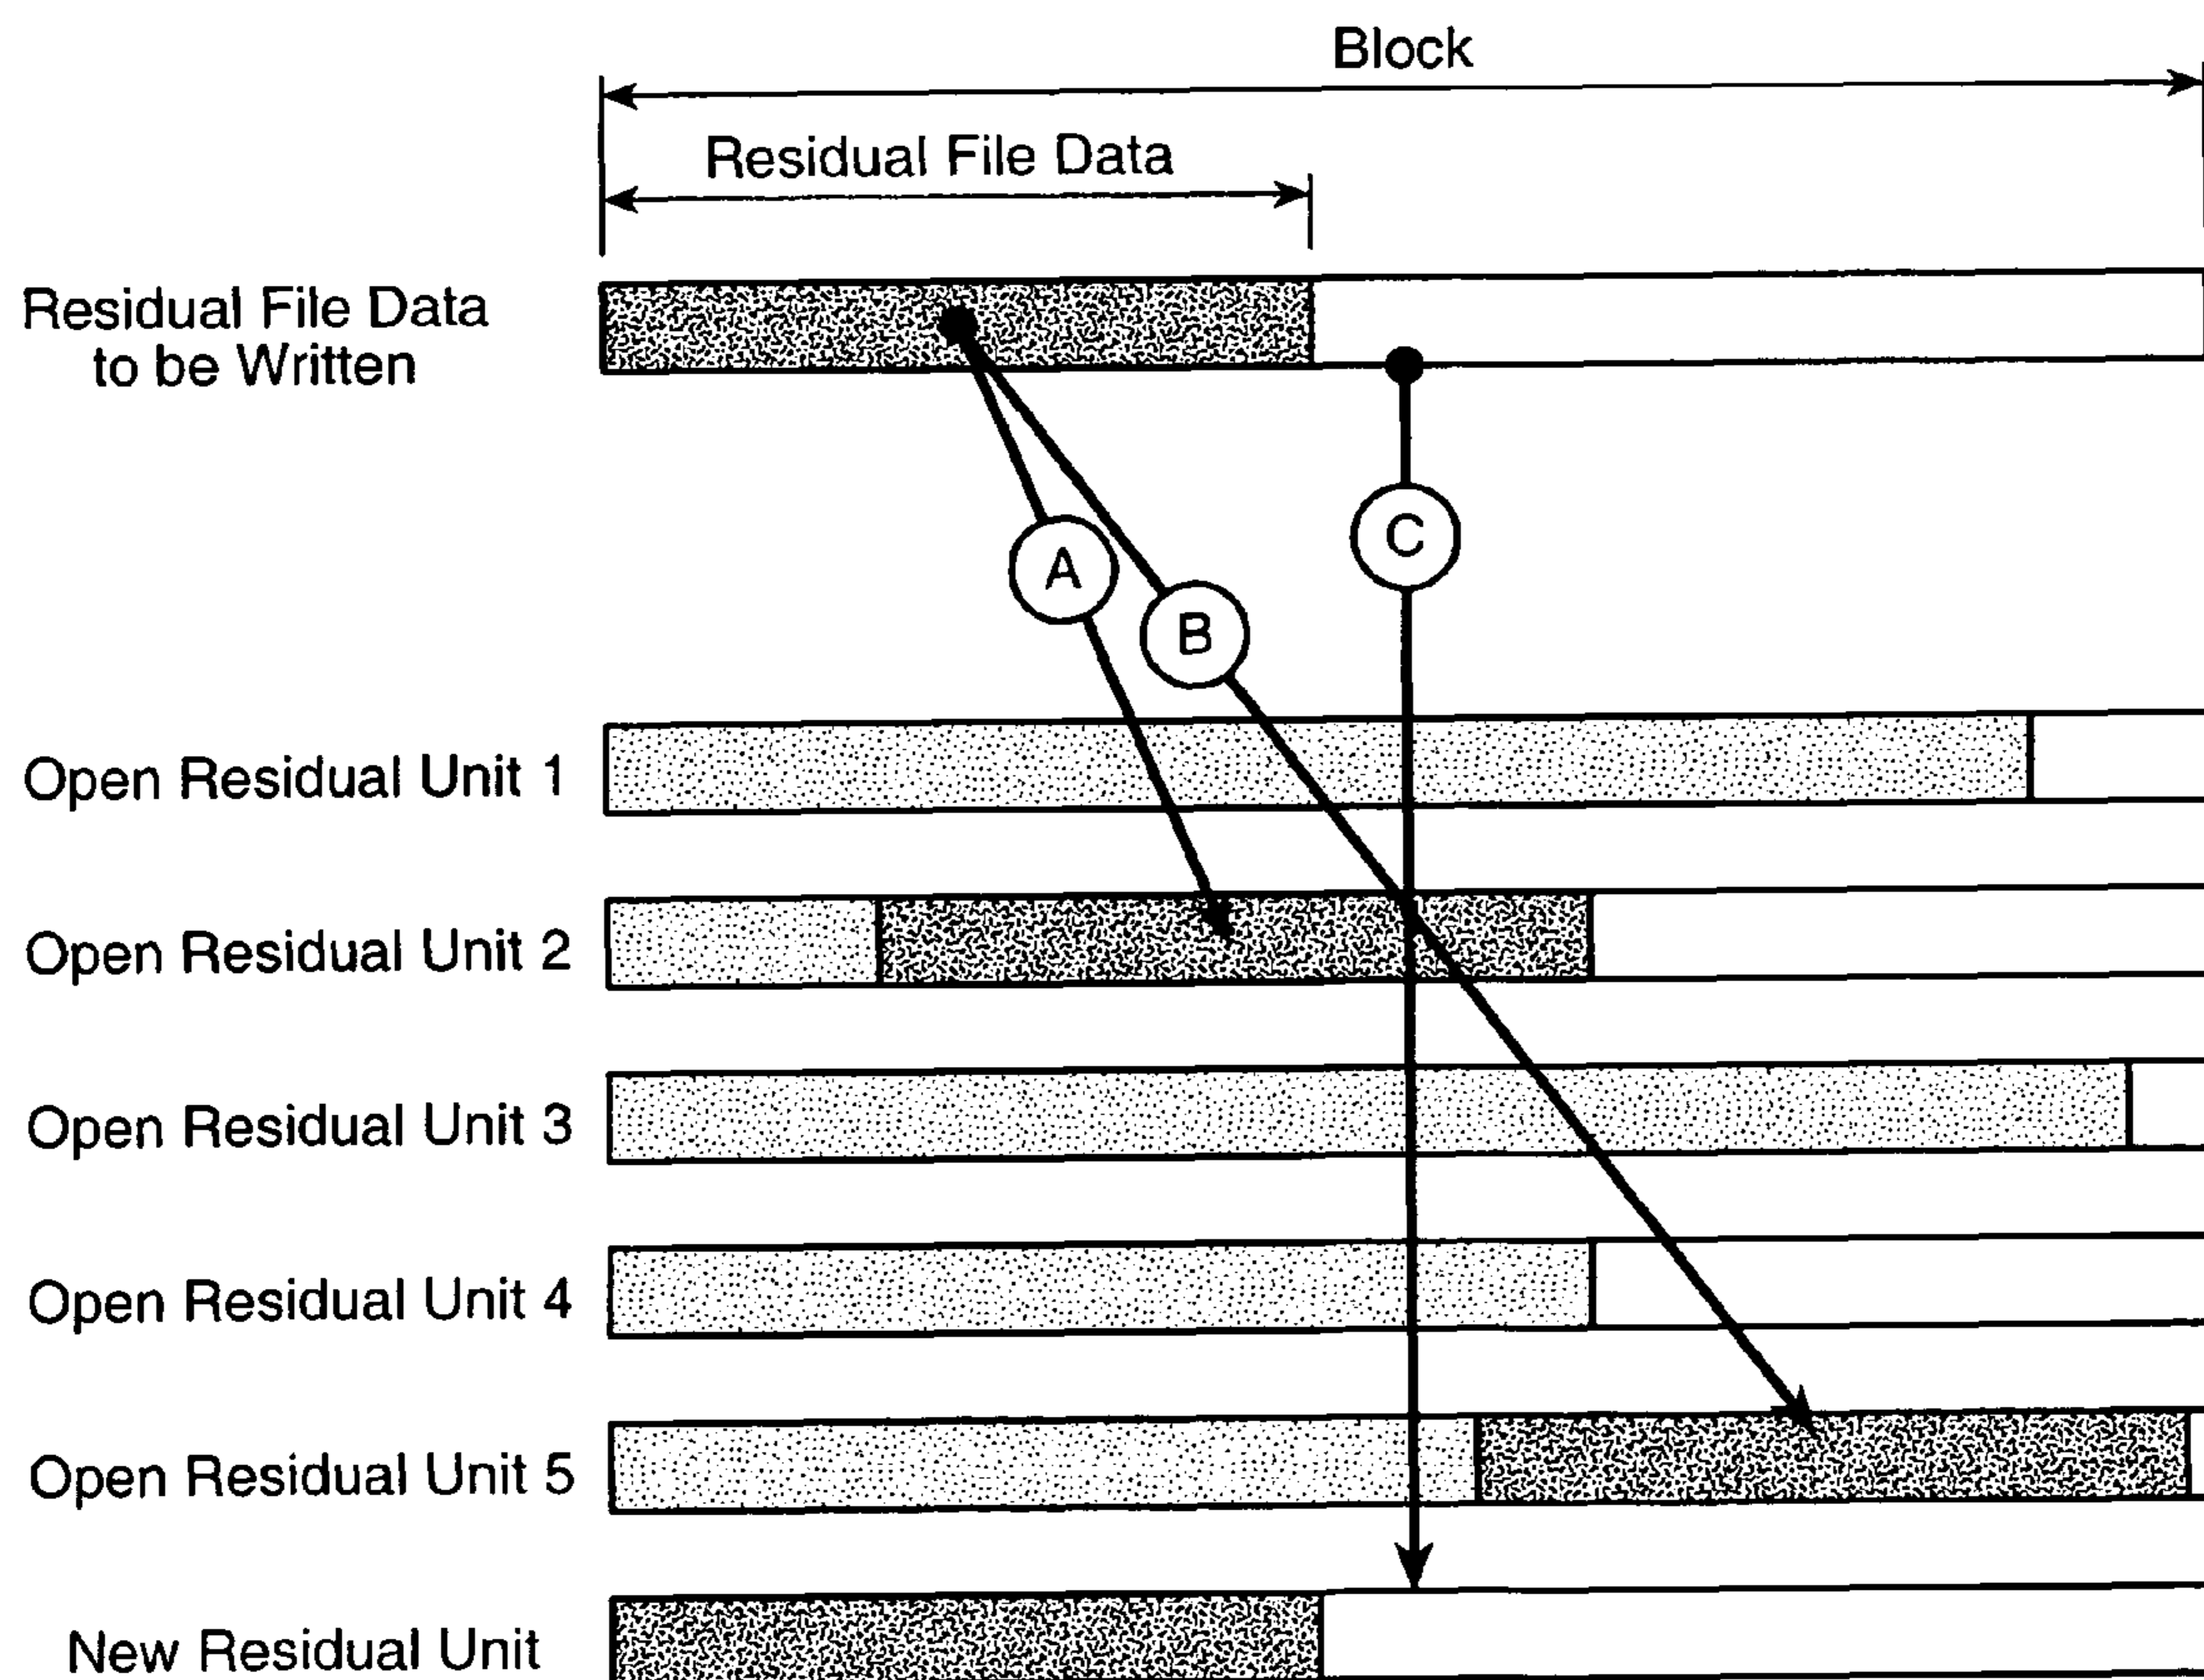 Block
Residual File Data
Residual File Data
to be Written
A
B
C
Open Residual Unit 1
Open Residual Unit 2
Open Residual Unit 3
Open Residual Unit 4
Open Residual Unit 5
New Residual Unit